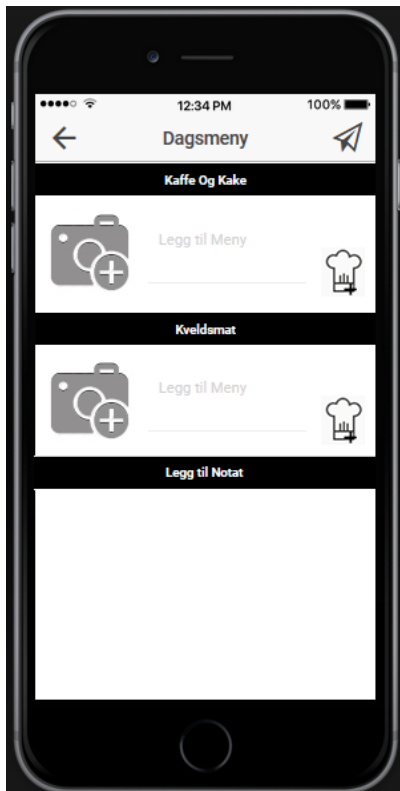 12:34 PM
100%
Dagsmeny
Kaffe Og Kake
Legg til Meny
Kveldsmat
Legg til Meny
Legg til Notat